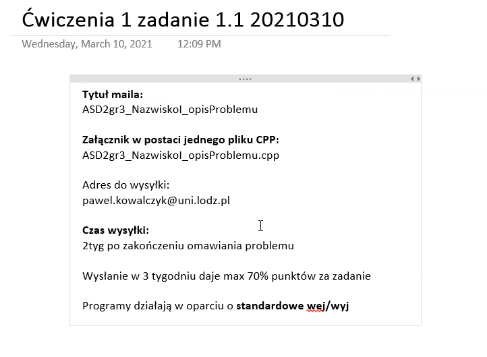 Ćwiczenia 1 zadanie 1.1 20210310
Wednesday, March 10, 2021 12:09 PM
Tytuł maila:
ASD2gr3_NazwiskoI_opisProblemu
Załącznik w postaci jednego pliku CPP:
ASD2gr3_NazwiskoI_opisProblemu.cpp
Adres do wysyłki:
pawel.kowalczyk@uni.lodz.pl
Czas wysyłki:
2tyg po zakończeniu omawiania problemu
Wysłanie w 3 tygodniu daje max 70% punktów za zadanie
Programy działają w oparciu o standardowe wej/wyj